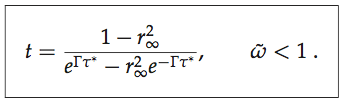 t = \frac{1 - r_\infty^2}{e^{\Gamma\tau^*} - r_\infty^2 e^{-\Gamma\tau^*}}, \qquad \tilde{\omega} < 1 .